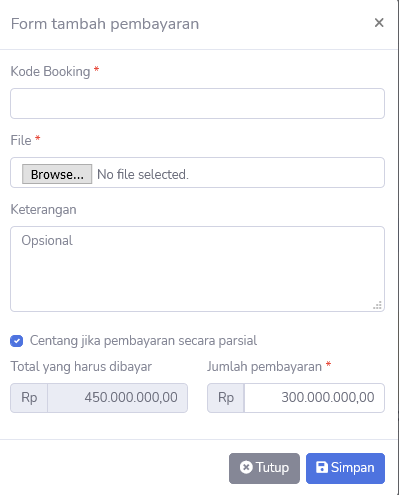 Form tambah pembayaran ×
Kode Booking *
File *
Browse... No file selected.
Keterangan
Opsional
Centang jika pembayaran secara parsial
Total yang harus dibayar Jumlah pembayaran *
Rp 450.000.000,00 Rp 300.000.000,00
Tutup Simpan